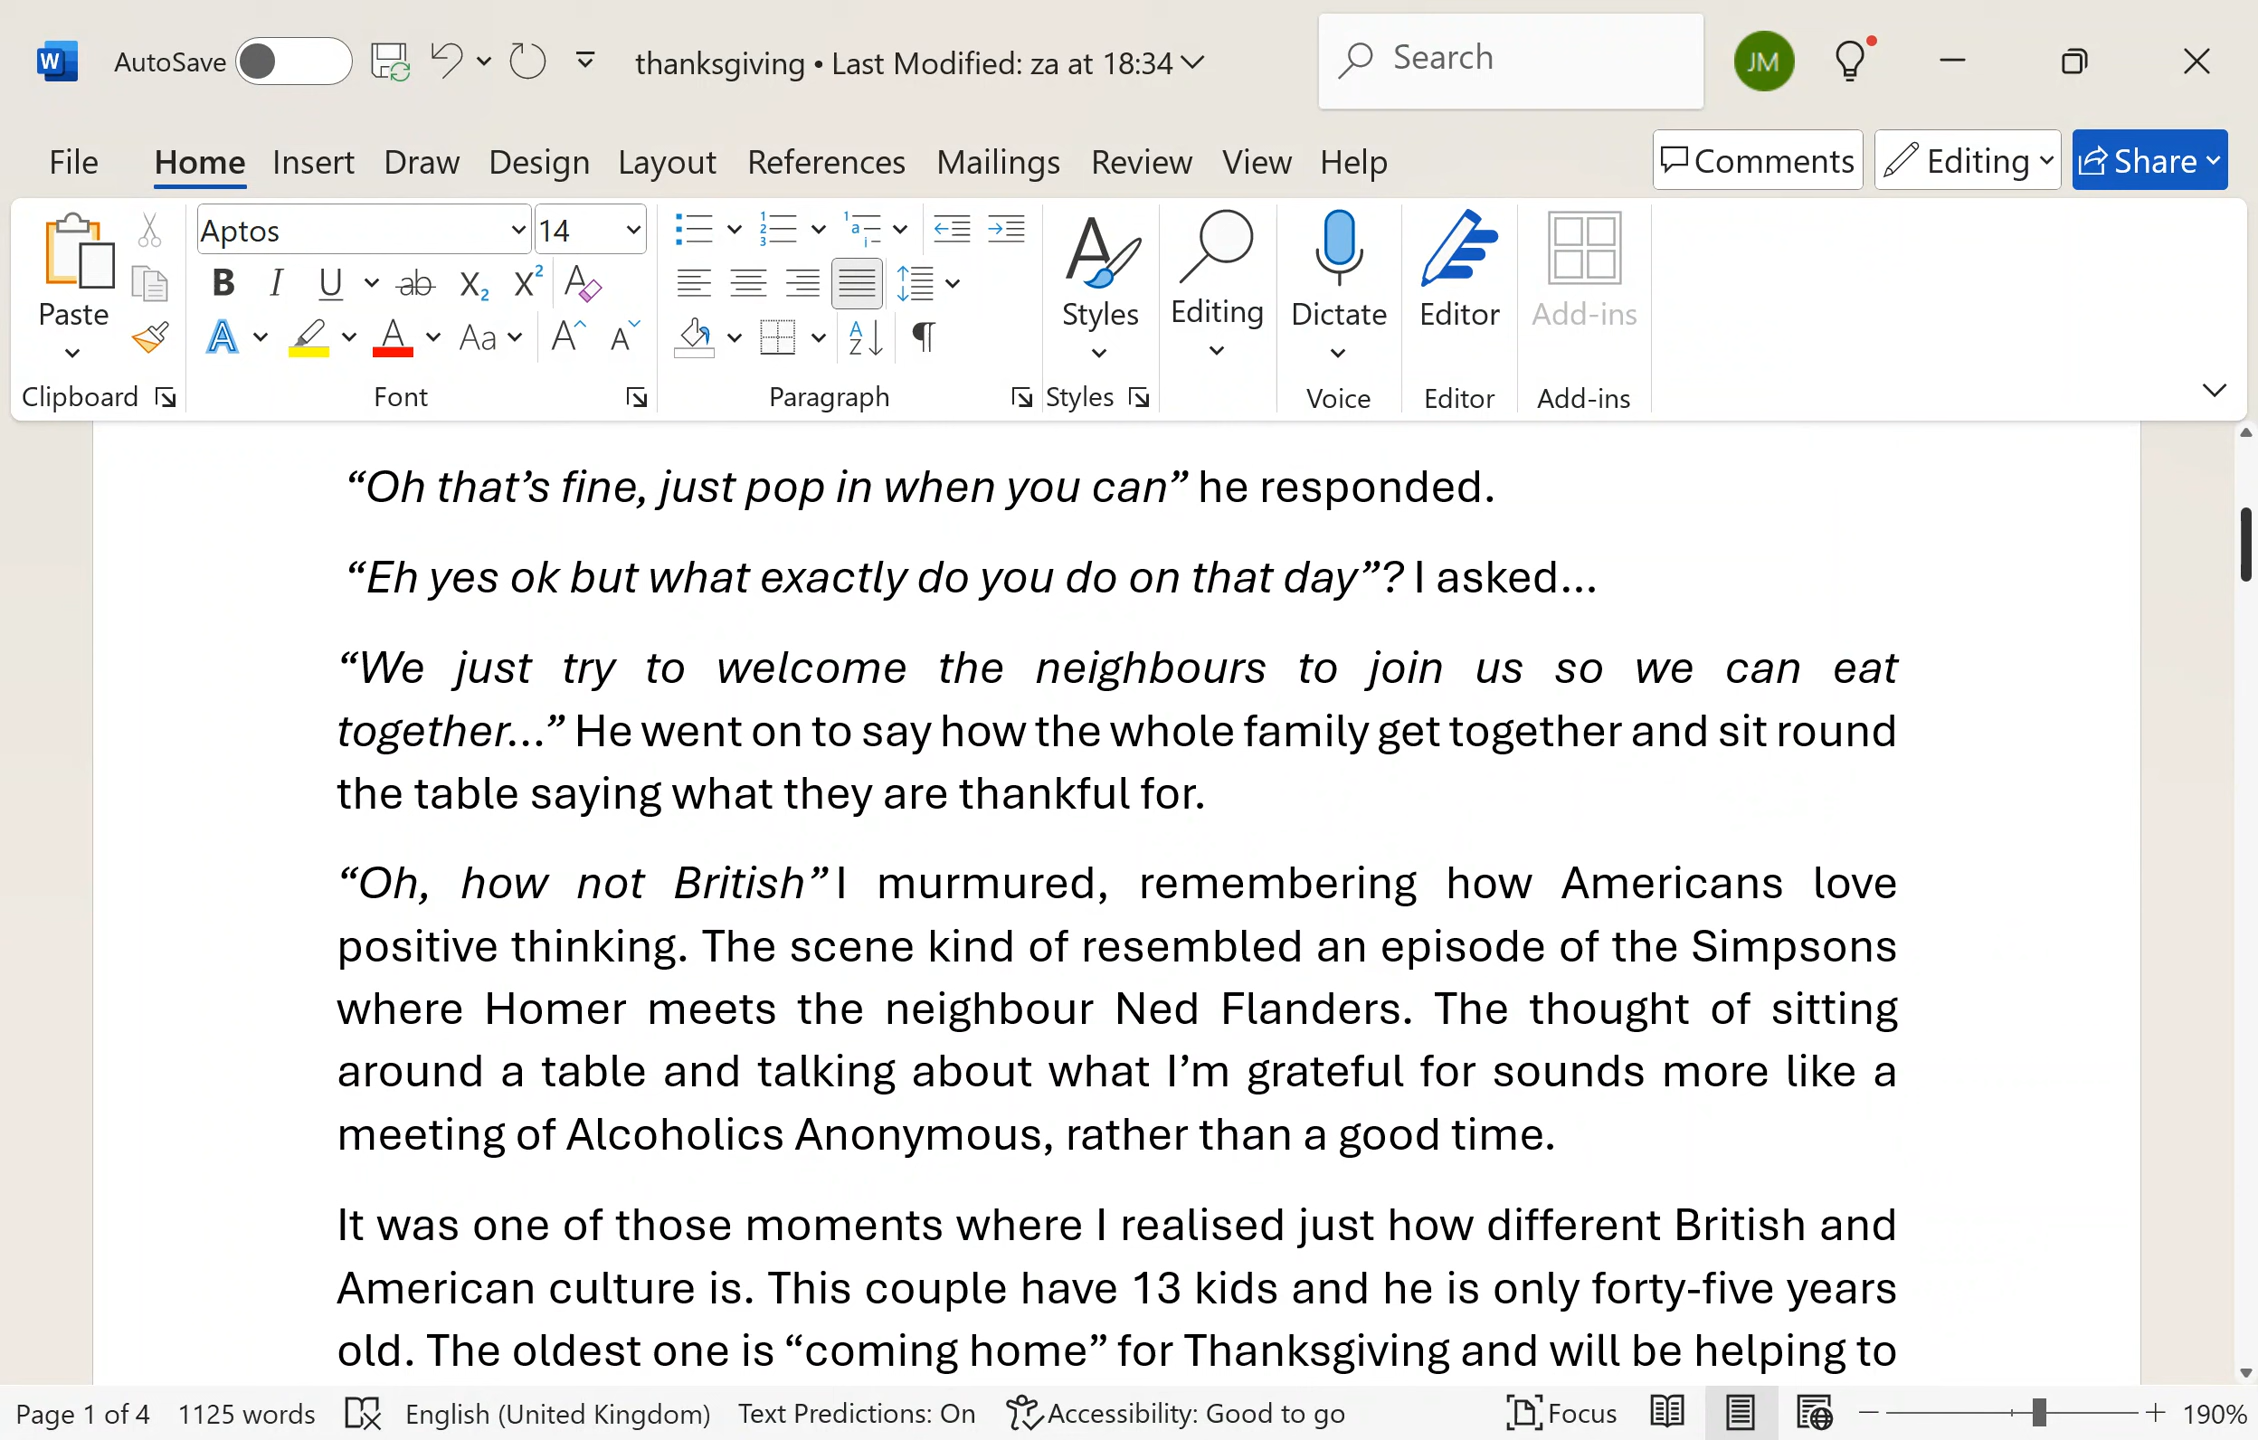 W AutoSave thanksgiving • Last Modified: za at 18:34 Search JM
File Home Insert Draw Design Layout References Mailings Review View Help Comments Editing Share
Paste
Clipboard
Aptos 14
B I U ab X₂ X² A
A A Aa A A
Font
1 2 3 1 a i
A Z ¶
Paragraph
Styles
Styles
Editing
Dictate
Voice
Editor
Editor
Add-ins
Add-ins
“Oh that’s fine, just pop in when you can” he responded.
“Eh yes ok but what exactly do you do on that day”? I asked…
“We just try to welcome the neighbours to join us so we can eat
together…” He went on to say how the whole family get together and sit round
the table saying what they are thankful for.
“Oh, how not British” I murmured, remembering how Americans love
positive thinking. The scene kind of resembled an episode of the Simpsons
where Homer meets the neighbour Ned Flanders. The thought of sitting
around a table and talking about what I’m grateful for sounds more like a
meeting of Alcoholics Anonymous, rather than a good time.
It was one of those moments where I realised just how different British and
American culture is. This couple have 13 kids and he is only forty-five years
old. The oldest one is “coming home” for Thanksgiving and will be helping to
Page 1 of 4 1125 words English (United Kingdom) Text Predictions: On Accessibility: Good to go Focus 190%